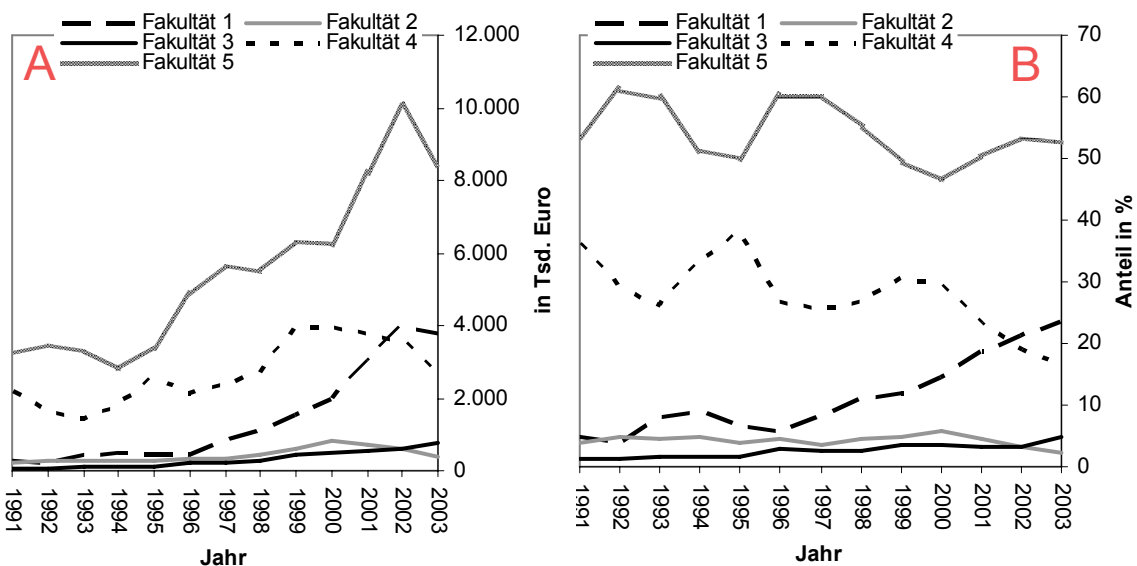 Fakultät 1 Fakultät 2
Fakultät 3 Fakultät 4
Fakultät 5
A
12.000
10.000
8.000
6.000
4.000
2.000
0
in Tsd. Euro
1991 1992 1993 1994 1995 1996 1997 1998 1999 2000 2001 2002 2003
Jahr
Fakultät 1 Fakultät 2
Fakultät 3 Fakultät 4
Fakultät 5
B
70
60
50
40
30
20
10
0
Anteil in %
1991 1992 1993 1994 1995 1996 1997 1998 1999 2000 2001 2002 2003
Jahr